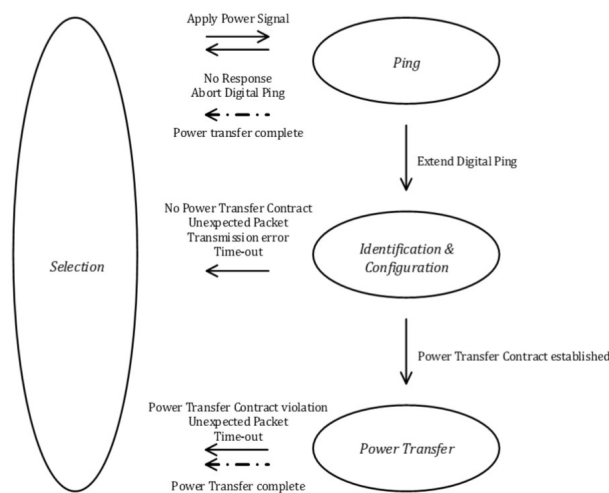 Apply Power Signal
Ping
No Response
Abort Digital Ping
Power transfer complete
Extend Digital Ping
No Power Transfer Contract
Unexpected Packet
Transmission error
Time-out
Selection
Identification &
Configuration
Power Transfer Contract established
Power Transfer Contract violation
Unexpected Packet
Time-out
Power Transfer
Power Transfer complete